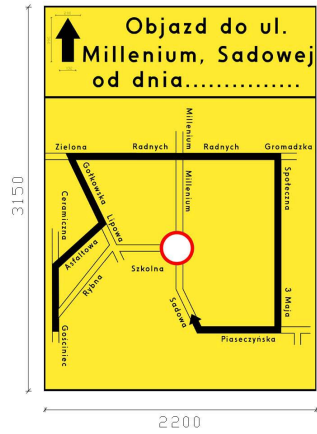 Objazd do ul.
Millenium, Sadowej
od dnia...............
Millenium
Zielona
Radnych
Radnych
Gromadzka
Gołkowska
Millenium
Społeczna
Ceramiczna
Lipowa
Asfaltowa
Szkolna
Rybna
Sadowa
3 Maja
Gościniec
Piaseczyńska
3150
2200